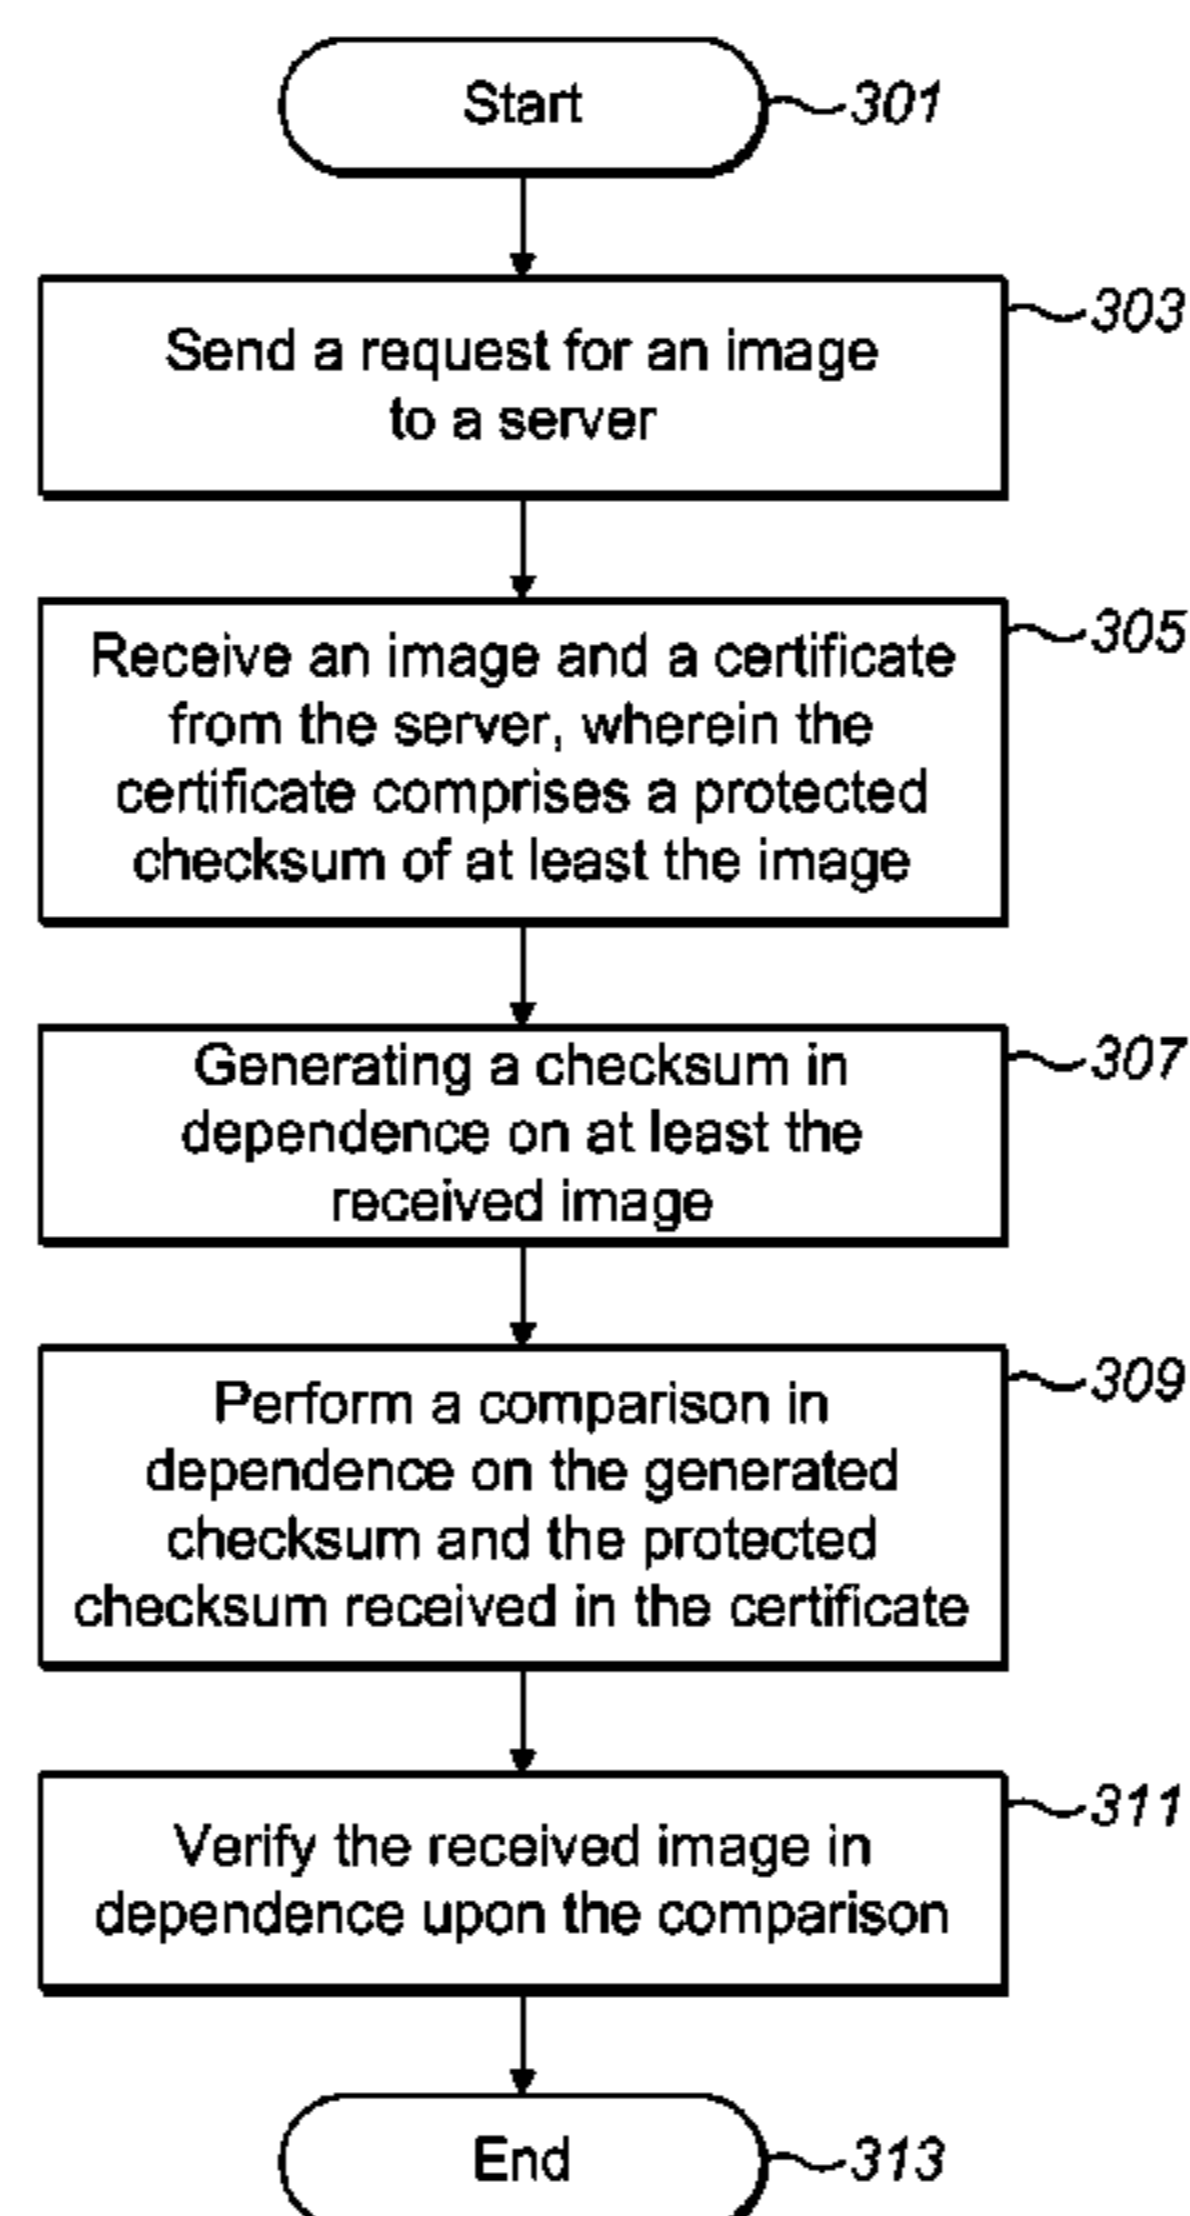 Start
301
303
Send a request for an image
to a server
305
Receive an image and a certificate
from the server, wherein the
certificate comprises a protected
checksum of at least the image
307
Generating a checksum in
dependence on at least the
received image
309
Perform a comparison in
dependence on the generated
checksum and the protected
checksum received in the certificate
311
Verify the received image in
dependence upon the comparison
End
313